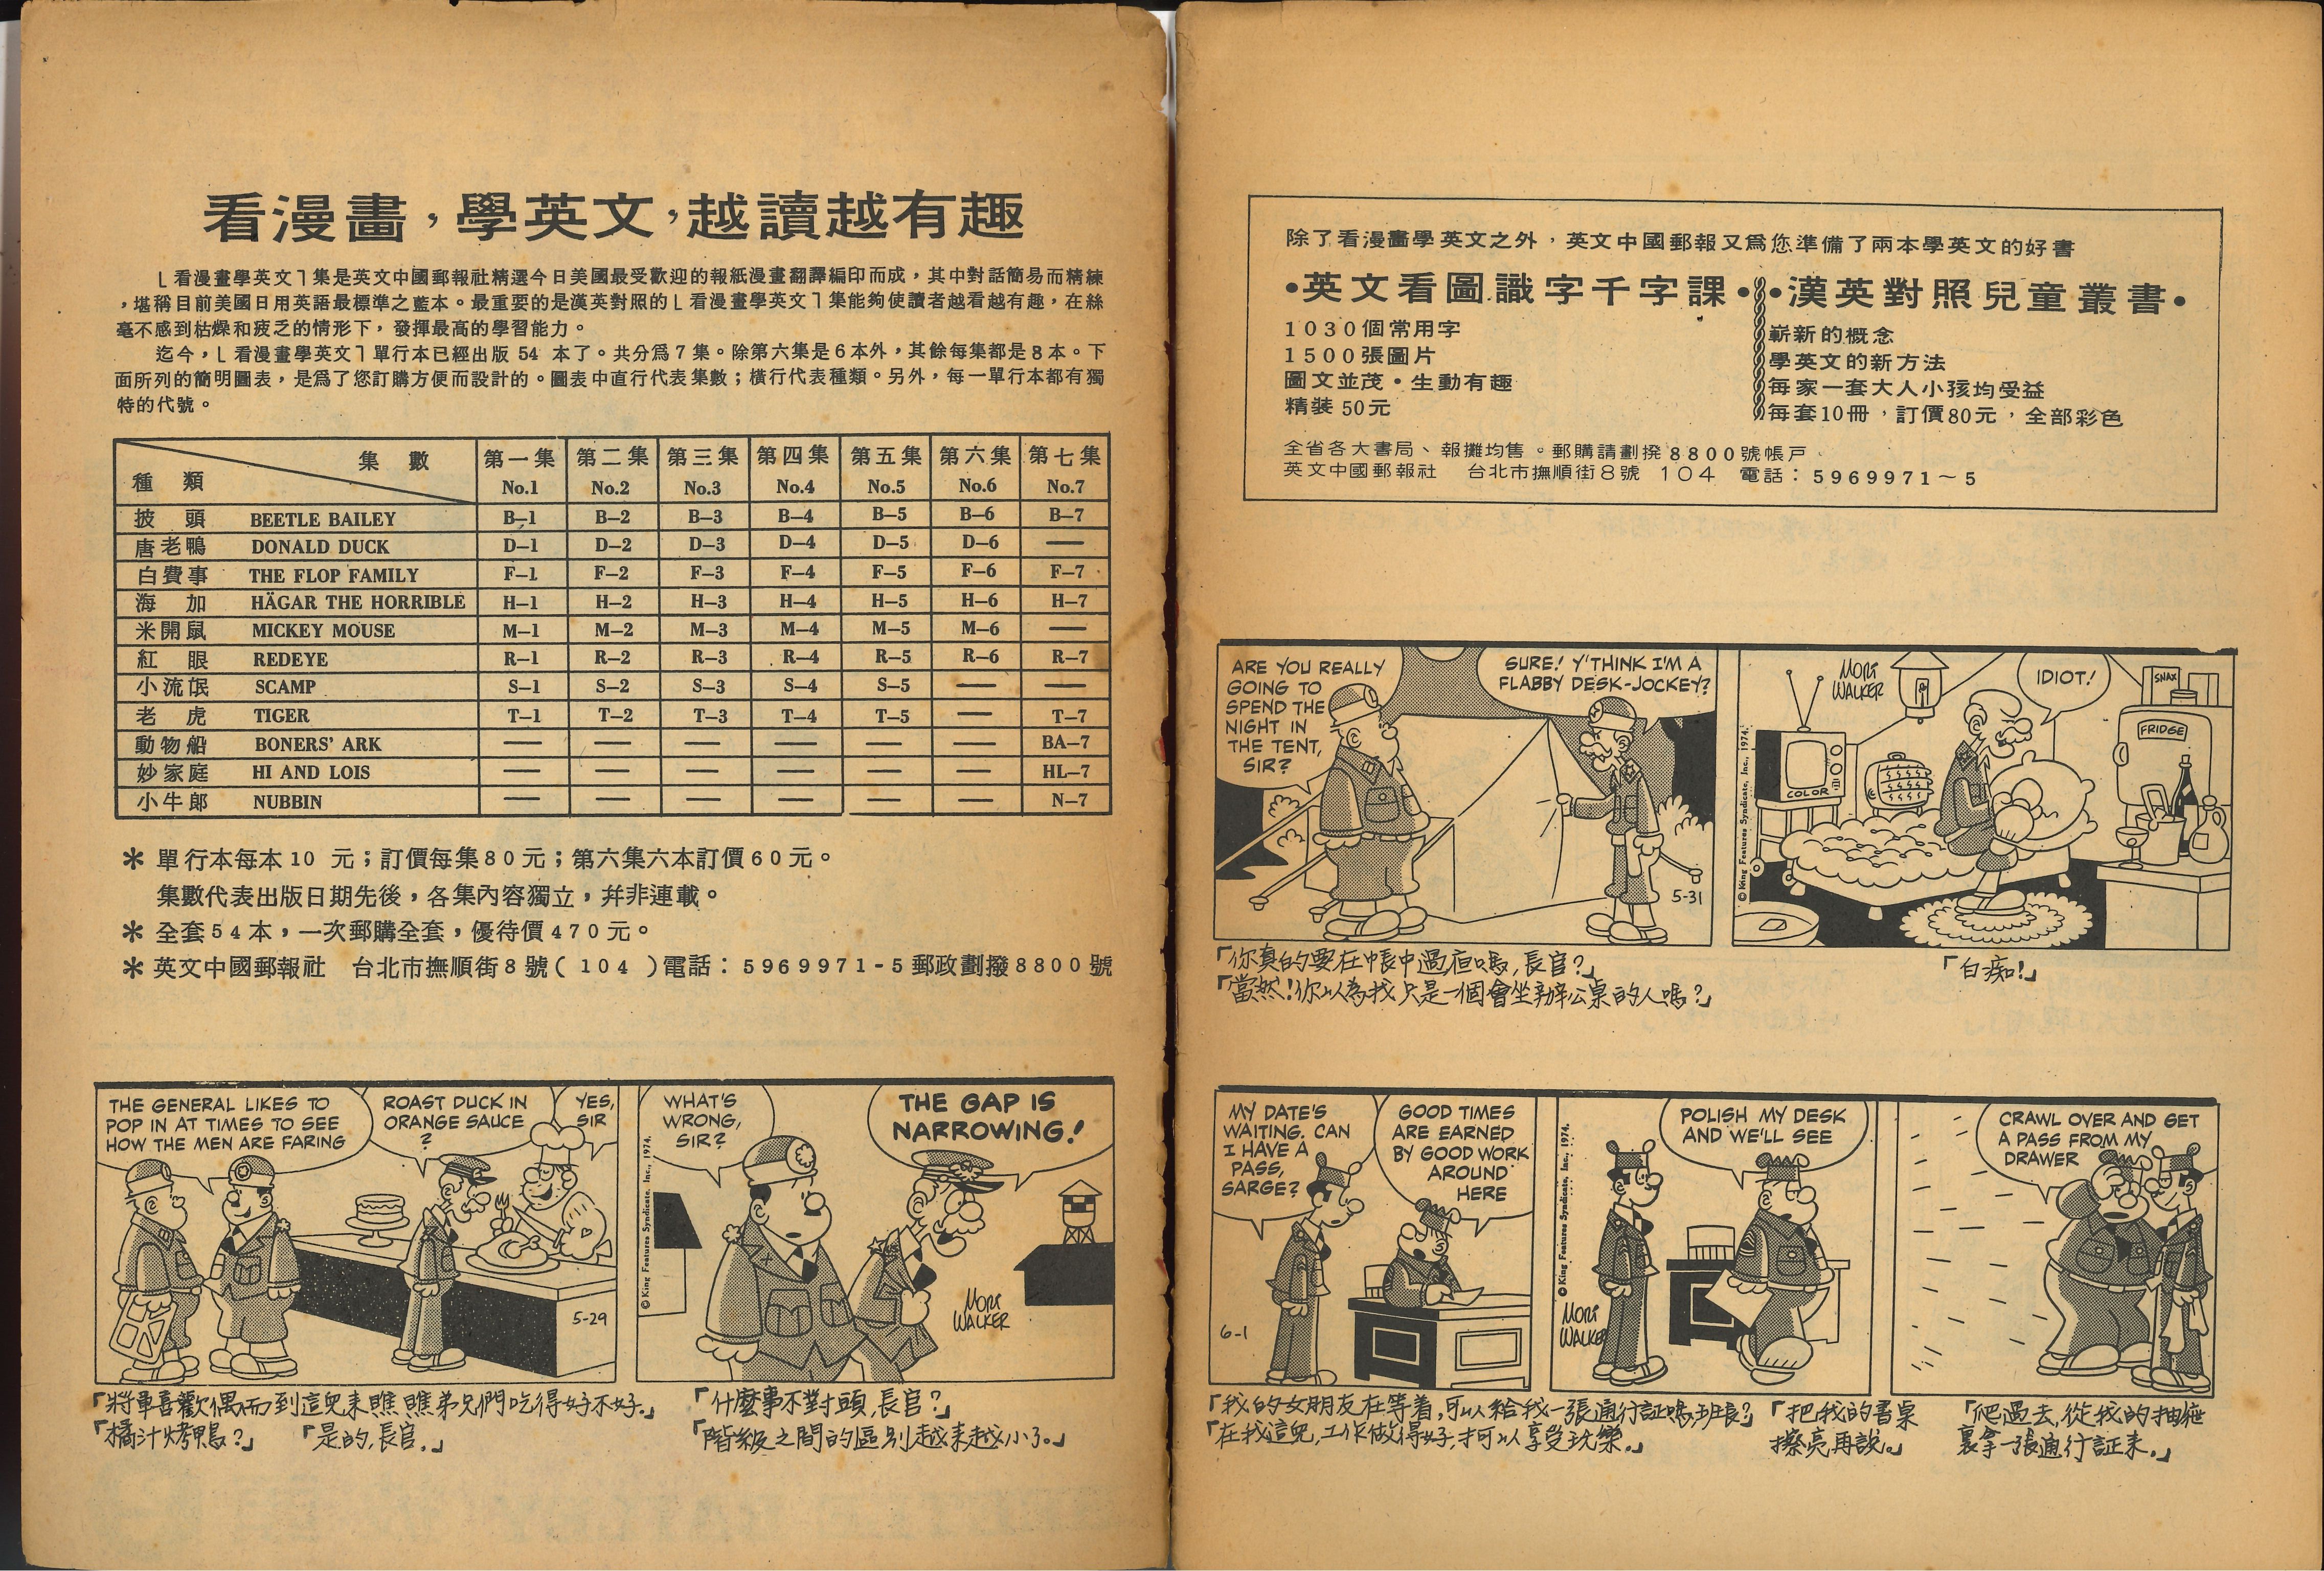 看漫畫，學英文，越讀越有趣
「看漫畫學英文」集是英文中國郵報社精選今日美國最受歡迎的報紙漫畫翻譯編印而成，其中對話簡易而精練
，堪稱目前美國日用英語最標準之藍本。最重要的是漢英對照的「看漫畫學英文」集能夠使讀者越看越有趣，在絲
毫不感到枯燥和疲乏的情形下，發揮最高的學習能力。
迄今，「看漫畫學英文」單行本已經出版 54 本了。共分爲7集。除第六集是6本外，其餘每集都是8本。下
面所列的簡明圖表，是爲了您訂購方便而設計的。圖表中直行代表集數；橫行代表種類。另外，每一單行本都有獨
特的代號。
種類 集數 第一集 第二集 第三集 第四集 第五集 第六集 第七集
No.1 No.2 No.3 No.4 No.5 No.6 No.7
披頭 BEETLE BAILEY B–1 B–2 B–3 B–4 B–5 B–6 B–7
唐老鴨 DONALD DUCK D–1 D–2 D–3 D–4 D–5 D–6 —
白費事 THE FLOP FAMILY F–1 F–2 F–3 F–4 F–5 F–6 F–7
海加 HÄGAR THE HORRIBLE H–1 H–2 H–3 H–4 H–5 H–6 H–7
米開鼠 MICKEY MOUSE M–1 M–2 M–3 M–4 M–5 M–6 —
紅眼 REDEYE R–1 R–2 R–3 R–4 R–5 R–6 R–7
小流氓 SCAMP S–1 S–2 S–3 S–4 S–5 — —
老虎 TIGER T–1 T–2 T–3 T–4 T–5 — T–7
動物船 BONERS' ARK — — — — — — BA–7
妙家庭 HI AND LOIS — — — — — — HL–7
小牛郎 NUBBIN — — — — — — N–7
＊ 單行本每本10 元；訂價每集80元；第六集六本訂價60元。
集數代表出版日期先後，各集內容獨立，并非連載。
＊ 全套54本，一次郵購全套，優待價470元。
＊ 英文中國郵報社 台北市撫順街8號（104）電話：5969971-5郵政劃撥8800號
THE GENERAL LIKES TO
POP IN AT TIMES TO SEE
HOW THE MEN ARE FARING
ROAST DUCK IN
ORANGE SAUCE
?
YES,
SIR
5-29
WHAT'S
WRONG,
SIR?
THE GAP IS
NARROWING!
© King Features Syndicate, Inc., 1974.
MORT
WALKER
「將軍喜歡偶而到這兒來瞧瞧弟兄們吃得好不好。」
「橘汁烤鴨？」 「是的，長官。」
「什麼事不對頭，長官？」
「階級之間的區別越來越小了。」
除了看漫畫學英文之外，英文中國郵報又爲您準備了兩本學英文的好書
•英文看圖識字千字課•
1030個常用字
1500張圖片
圖文並茂•生動有趣
精裝50元
•漢英對照兒童叢書•
嶄新的概念
學英文的新方法
每家一套大人小孩均受益
每套10冊，訂價80元，全部彩色
全省各大書局、報攤均售。郵購請劃撥8800號帳戶
英文中國郵報社 台北市撫順街8號 104 電話：5969971～5
ARE YOU REALLY
GOING TO
SPEND THE
NIGHT IN
THE TENT,
SIR?
SURE! Y'THINK I'M A
FLABBY DESK-JOCKEY?
5-31
© King Features Syndicate, Inc., 1974.
MORT
WALKER
IDIOT!
SNAX
FRIDGE
COLOR
「你真的要在帳中過夜嗎，長官？」
「當然！你以為我只是一個會坐辦公桌的人嗎？」
「白痴！」
MY DATE'S
WAITING. CAN
I HAVE A
PASS,
SARGE?
GOOD TIMES
ARE EARNED
BY GOOD WORK
AROUND
HERE
6-1
© King Features Syndicate, Inc., 1974.
MORT
WALKER
POLISH MY DESK
AND WE'LL SEE
CRAWL OVER AND GET
A PASS FROM MY
DRAWER
「我的女朋友在等着，可以給我一張通行証嗎，班長？」
「在我這兒，工作做得好，才可以享受玩樂。」
「把我的書桌
擦亮再說。」
「爬過去，從我的抽屜
裏拿一張通行証來。」